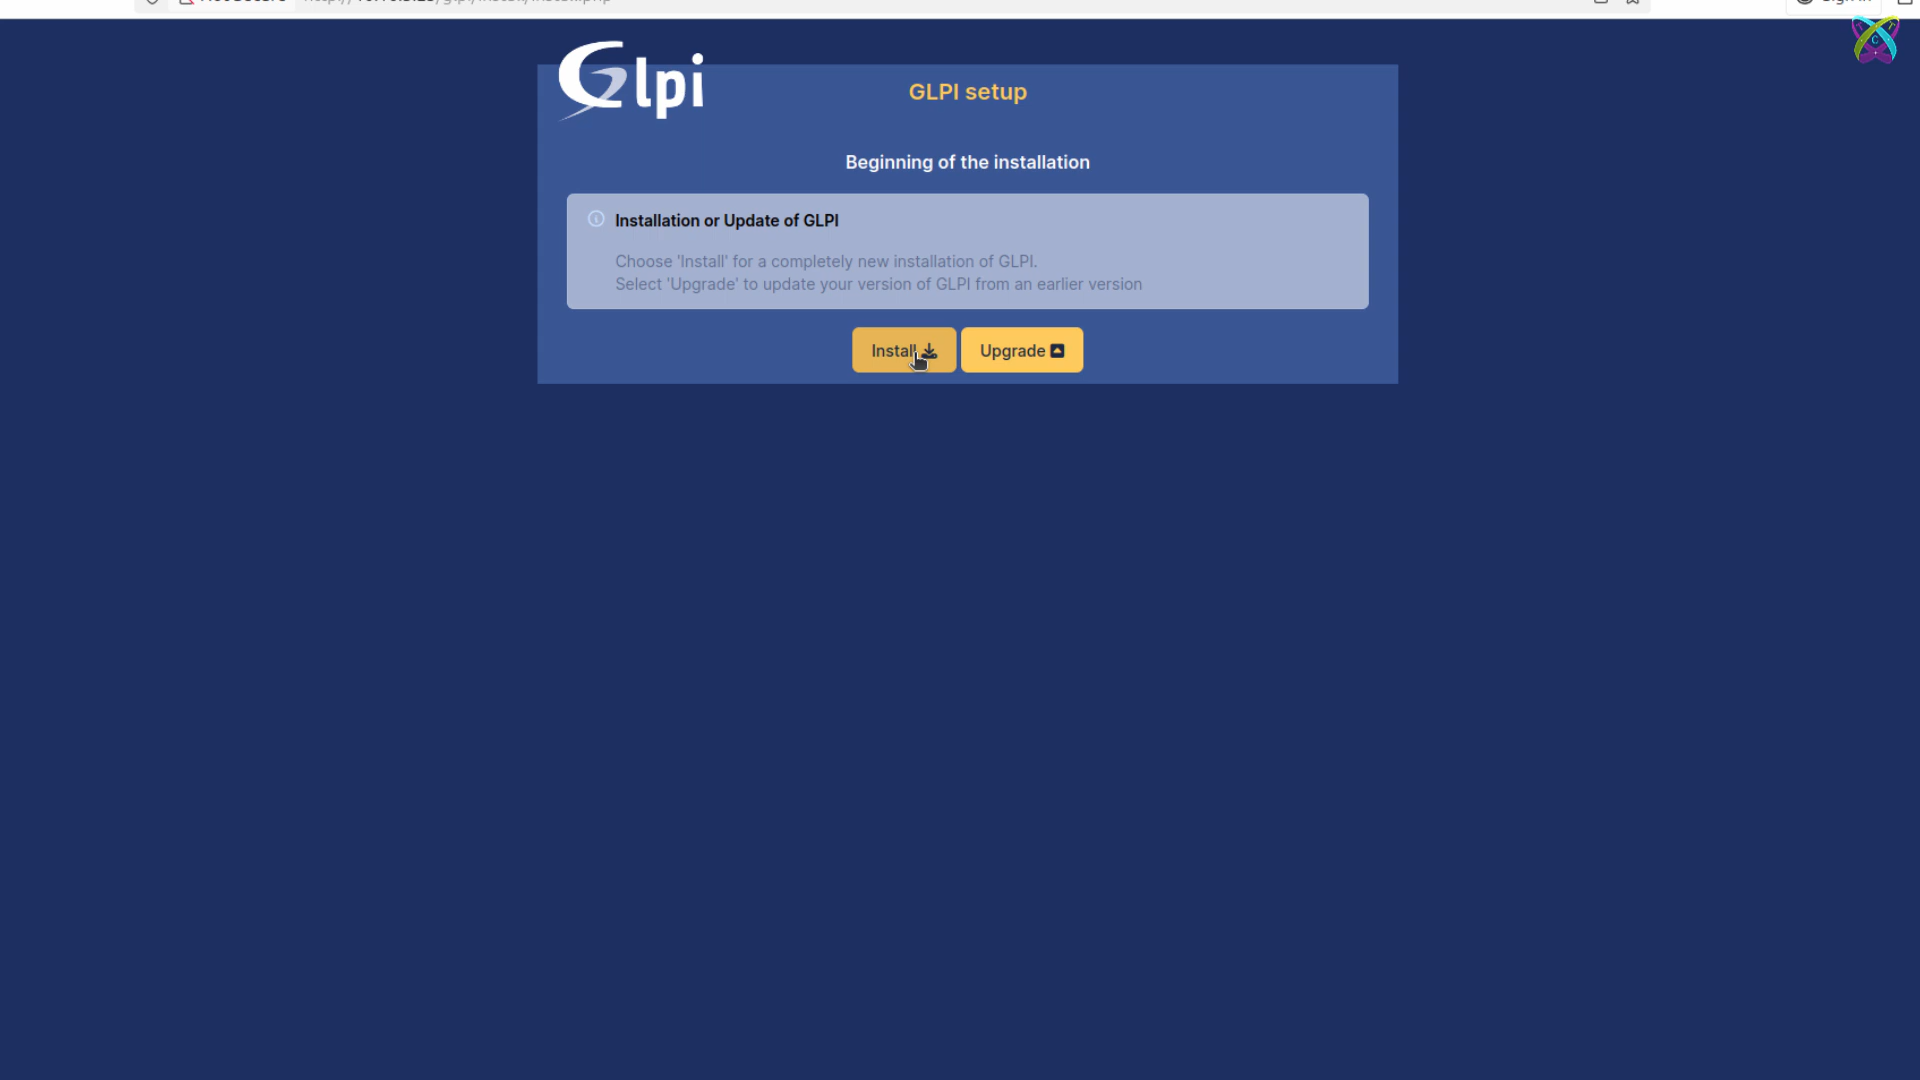 Glpi
GLPI setup
Beginning of the installation
Installation or Update of GLPI
Choose 'Install' for a completely new installation of GLPI.
Select 'Upgrade' to update your version of GLPI from an earlier version
Install
Upgrade